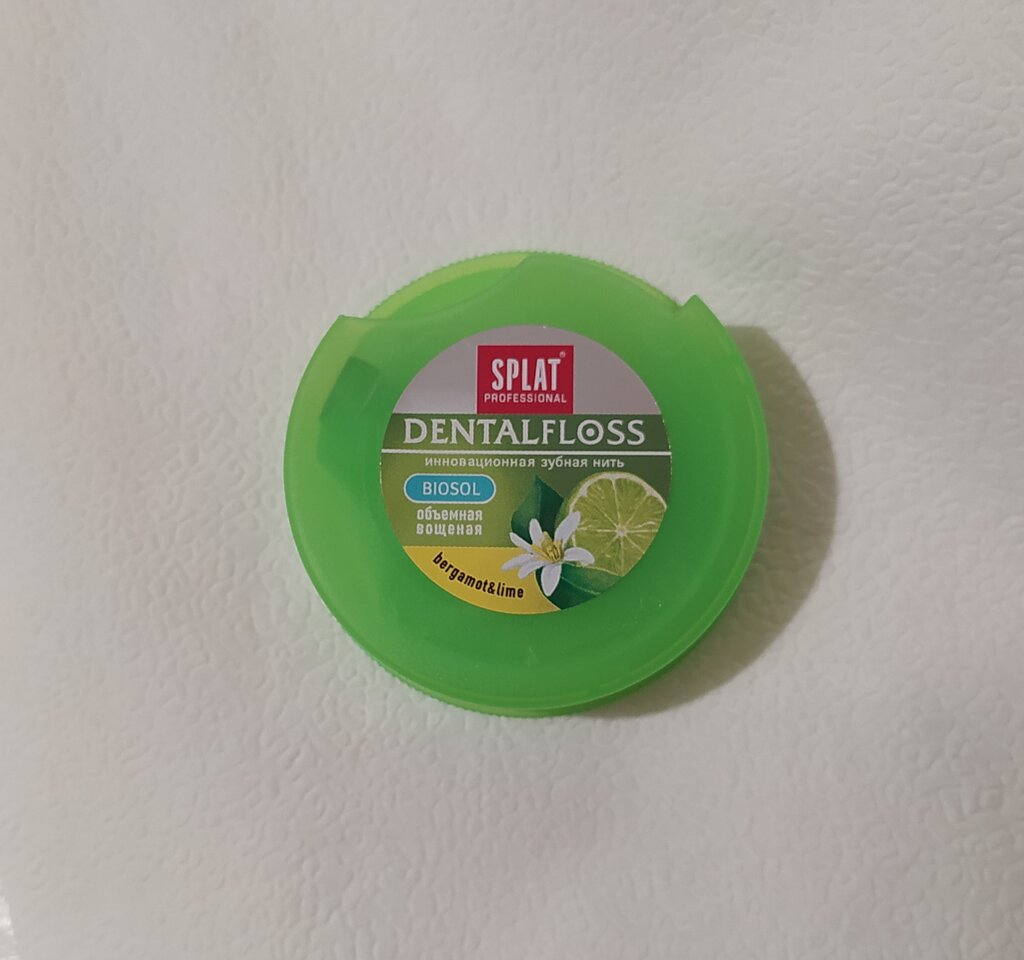 SPLAT®
PROFESSIONAL
DENTALFLOSS
инновационная зубная нить
BIOSOL
объемная
вощеная
bergamot&lime